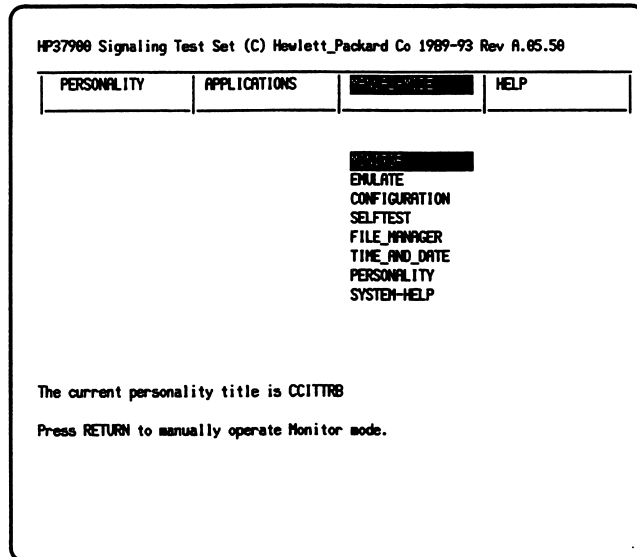 HP37900 Signaling Test Set (C) Hewlett_Packard Co 1989-93 Rev A.05.50
PERSONALITY APPLICATIONS HELP
EMULATE
CONFIGURATION
SELFTEST
FILE_MANAGER
TIME_AND_DATE
PERSONALITY
SYSTEM-HELP
The current personality title is CCITTRB
Press RETURN to manually operate Monitor mode.